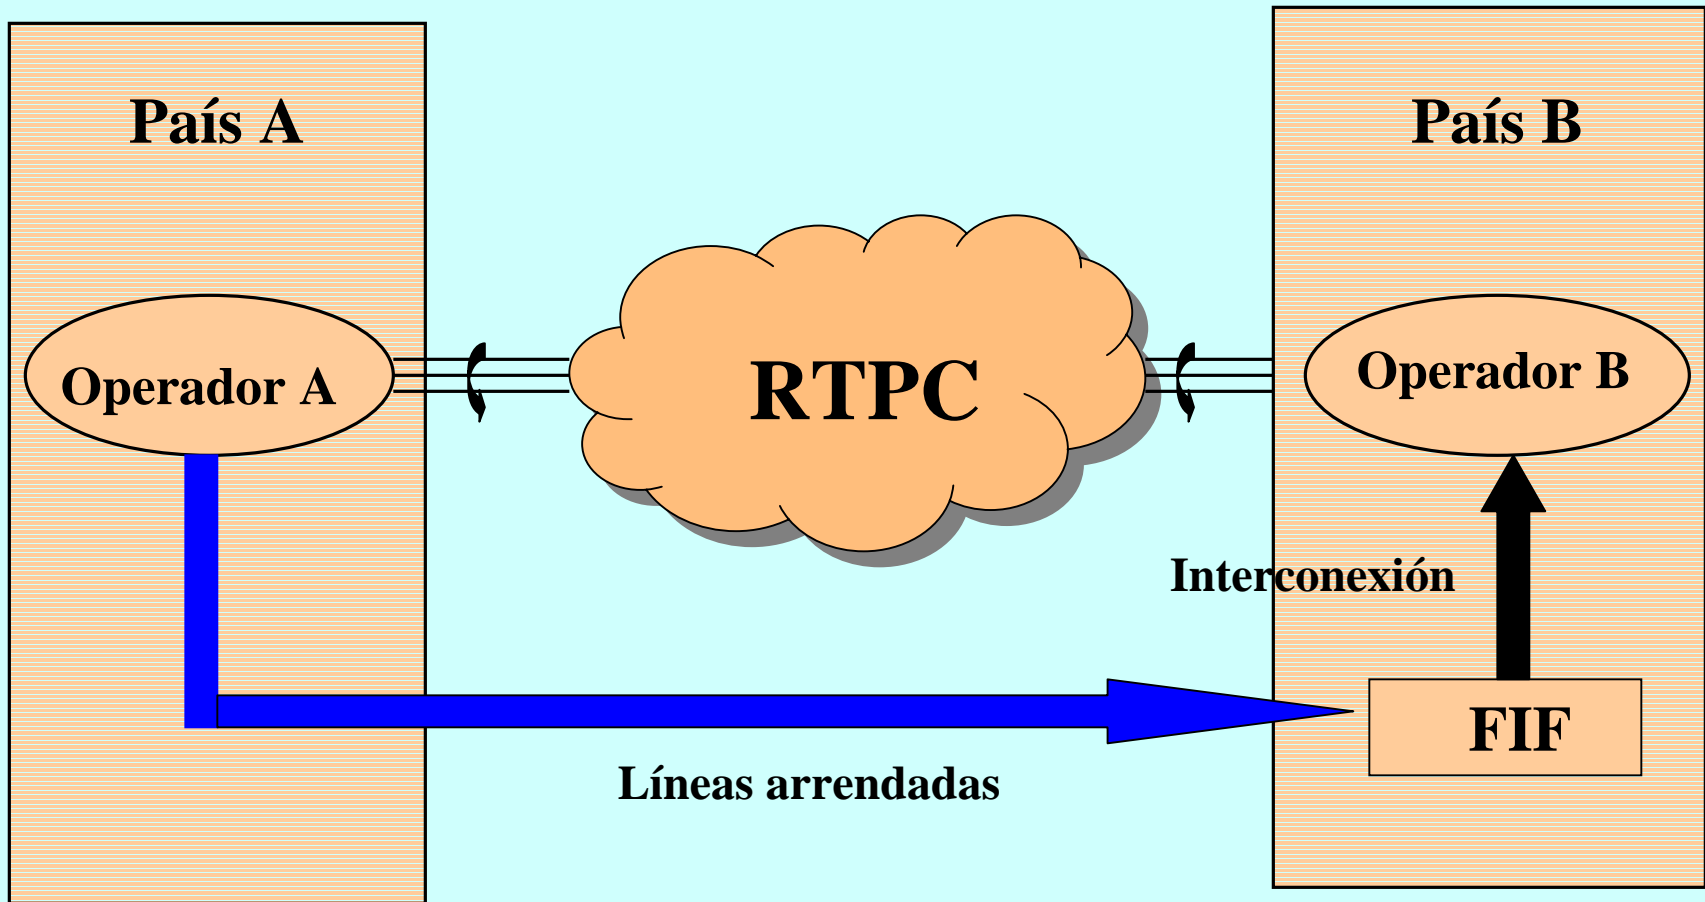 País A
País B
Operador A
RTPC
Operador B
Interconexión
FIF
Líneas arrendadas